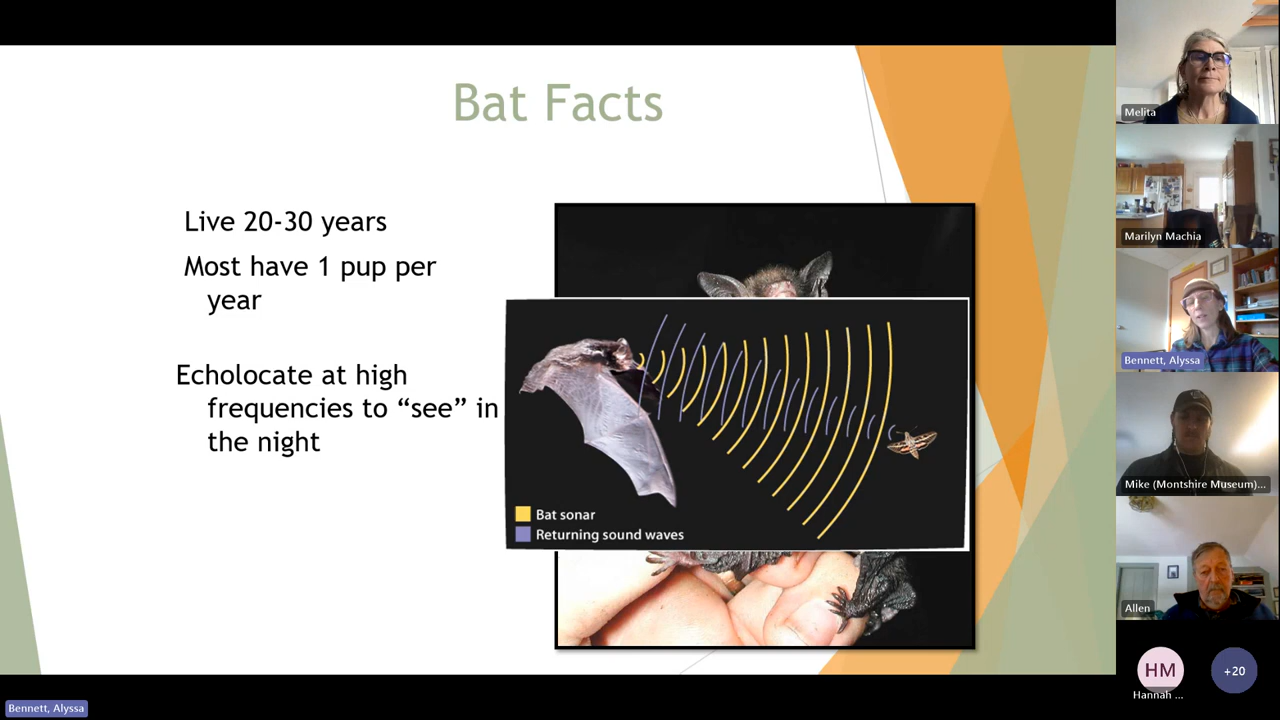 Bat Facts
Live 20-30 years
Most have 1 pup per
year
Echolocate at high
frequencies to “see” in
the night
Bat sonar
Returning sound waves
Melita
Marilyn Machia
Bennett, Alyssa
Mike (Montshire Museum)...
Allen
HM
Hannah ...
+20
Bennett, Alyssa